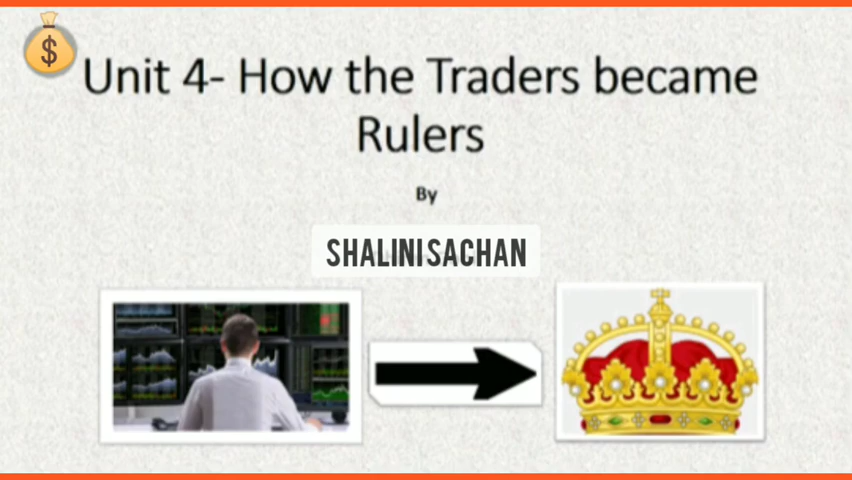 $
Unit 4- How the Traders became
Rulers
By
SHALINI SACHAN